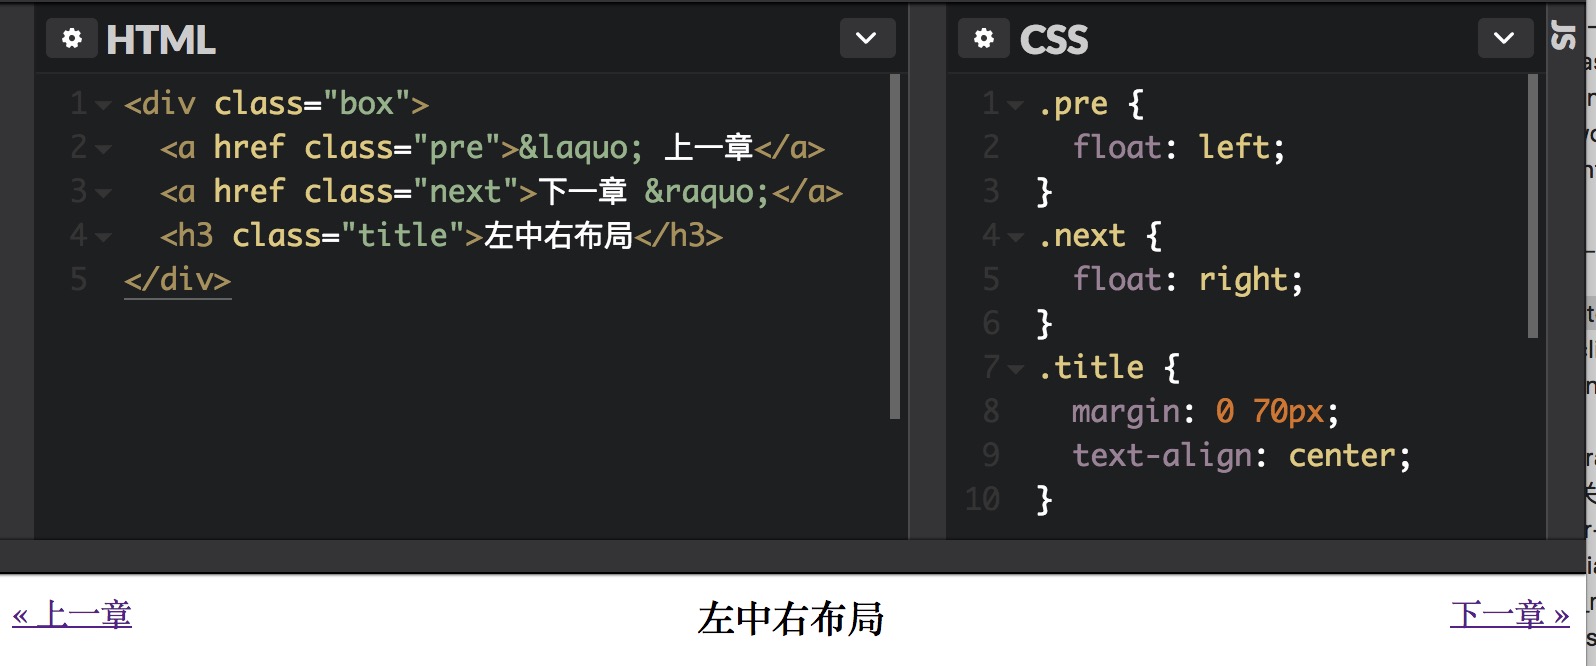 HTML
1 <div class="box">
2 <a href class="pre">&laquo; 上一章</a>
3 <a href class="next">下一章 &raquo;</a>
4 <h3 class="title">左中右布局</h3>
5 </div>
CSS
1 .pre {
2 float: left;
3 }
4 .next {
5 float: right;
6 }
7 .title {
8 margin: 0 70px;
9 text-align: center;
10 }
JS
« 上一章
左中右布局
下一章 »